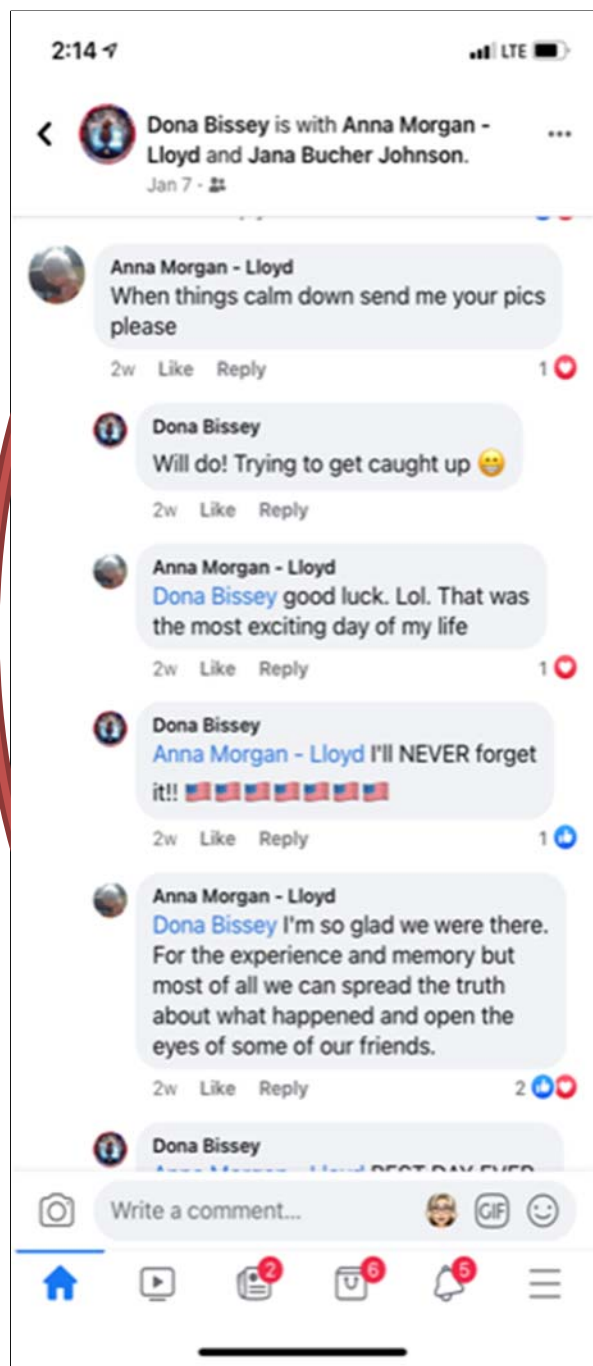 2:14
LTE
Dona Bissey is with Anna Morgan -
Lloyd and Jana Bucher Johnson.
Jan 7 ·
Anna Morgan - Lloyd
When things calm down send me your pics
please
2w Like Reply 1
Dona Bissey
Will do! Trying to get caught up 😁
2w Like Reply
Anna Morgan - Lloyd
Dona Bissey good luck. Lol. That was
the most exciting day of my life
2w Like Reply 1
Dona Bissey
Anna Morgan - Lloyd I'll NEVER forget
it!! 🇺🇸🇺🇸🇺🇸🇺🇸🇺🇸🇺🇸🇺🇸
2w Like Reply 1
Anna Morgan - Lloyd
Dona Bissey I'm so glad we were there.
For the experience and memory but
most of all we can spread the truth
about what happened and open the
eyes of some of our friends.
2w Like Reply 2
Dona Bissey
Anna Morgan - Lloyd BEST DAY EVER
Write a comment...
GIF
2 6 5